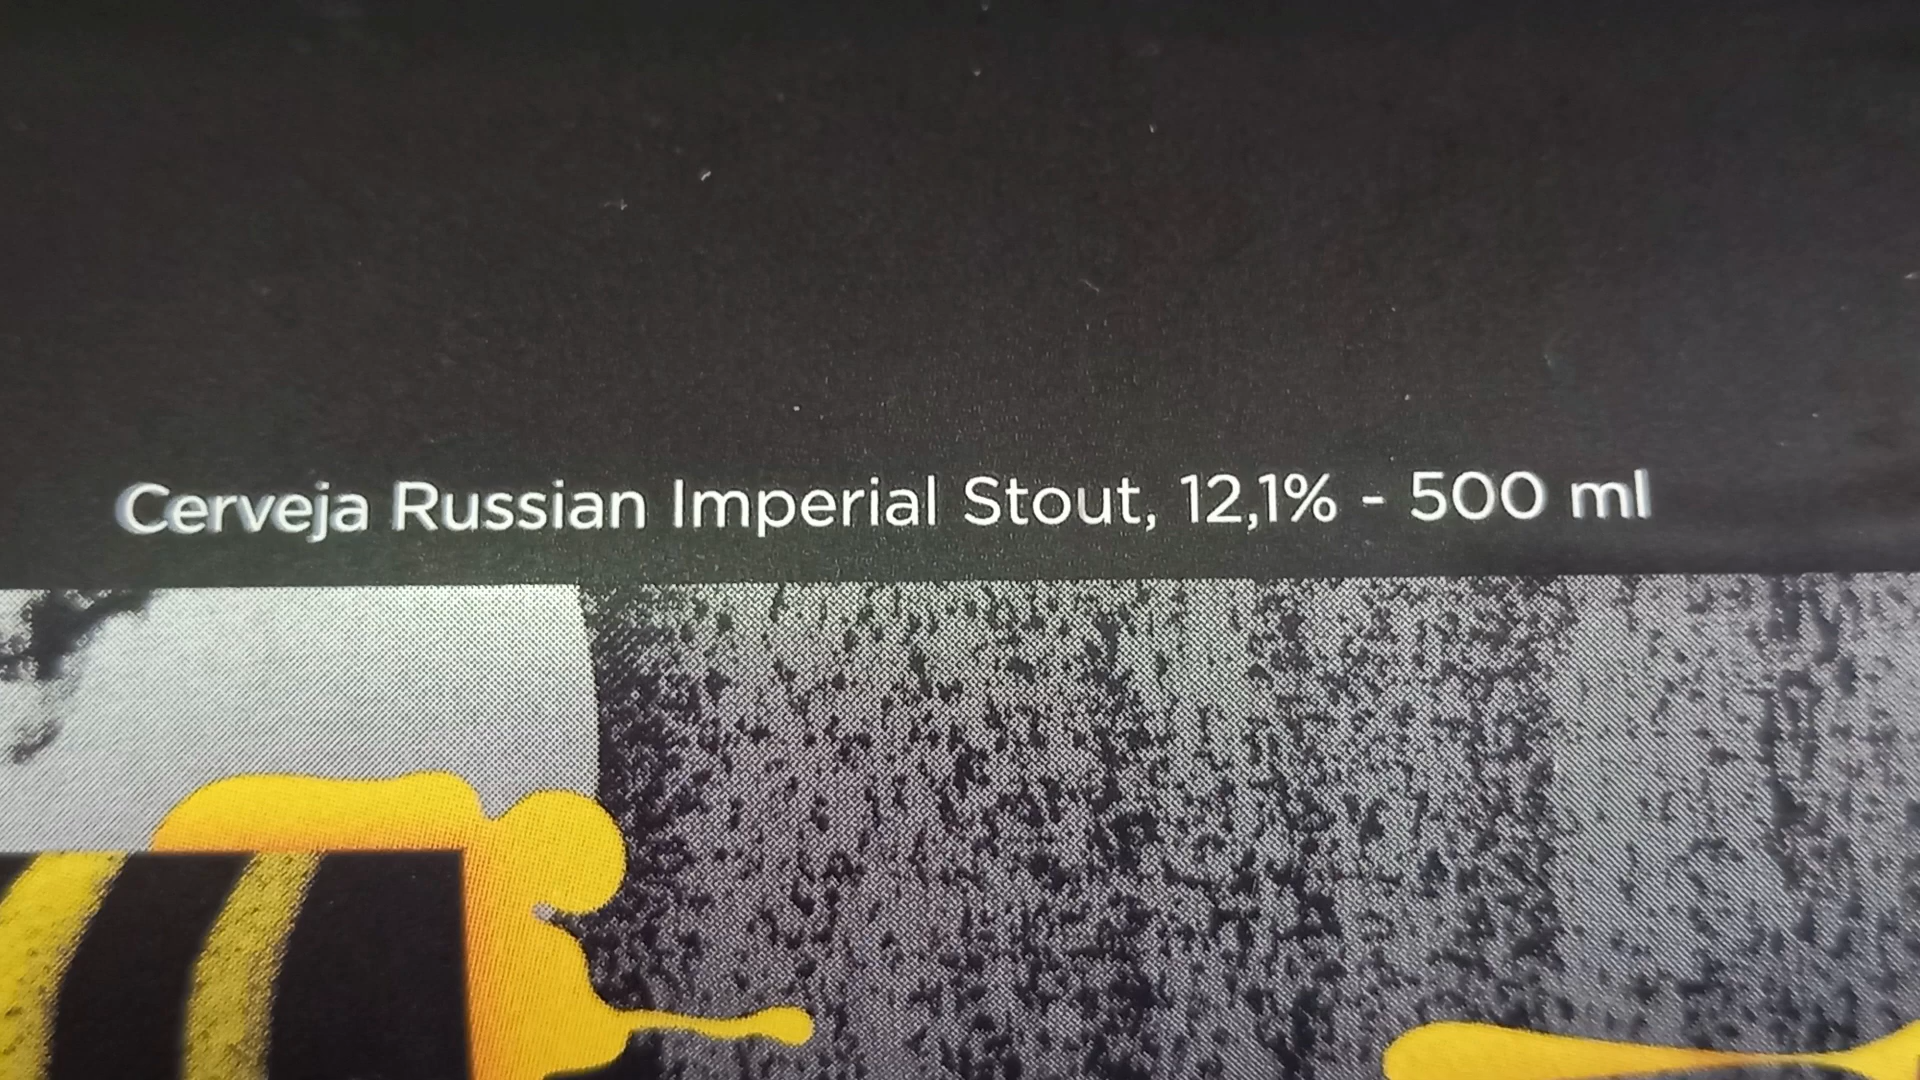 Cerveja Russian Imperial Stout, 12,1% - 500 ml